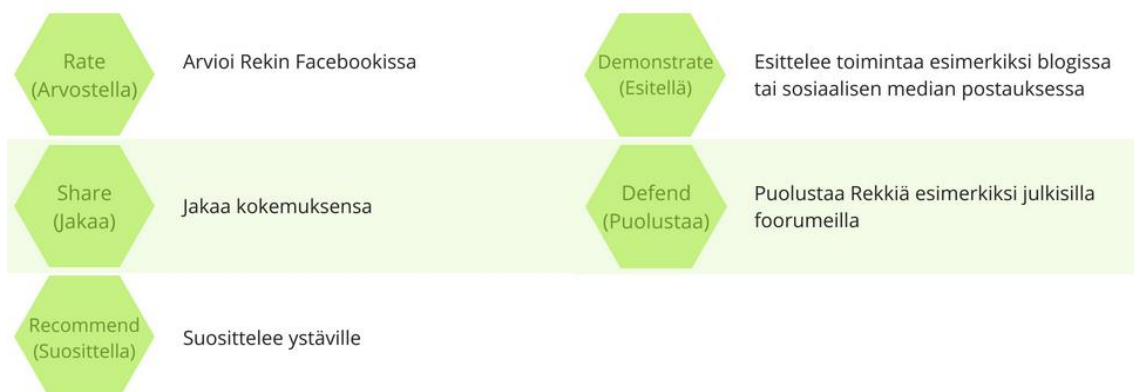 Rate
(Arvostella)
Arvioi Rekin Facebookissa
Demonstrate
(Esitellä)
Esittelee toimintaa esimerkiksi blogissa
tai sosiaalisen median postauksessa
Share
(Jakaa)
Jakaa kokemuksensa
Defend
(Puolustaa)
Puolustaa Rekkiä esimerkiksi julkisilla
foorumeilla
Recommend
(Suosittella)
Suosittelee ystäville